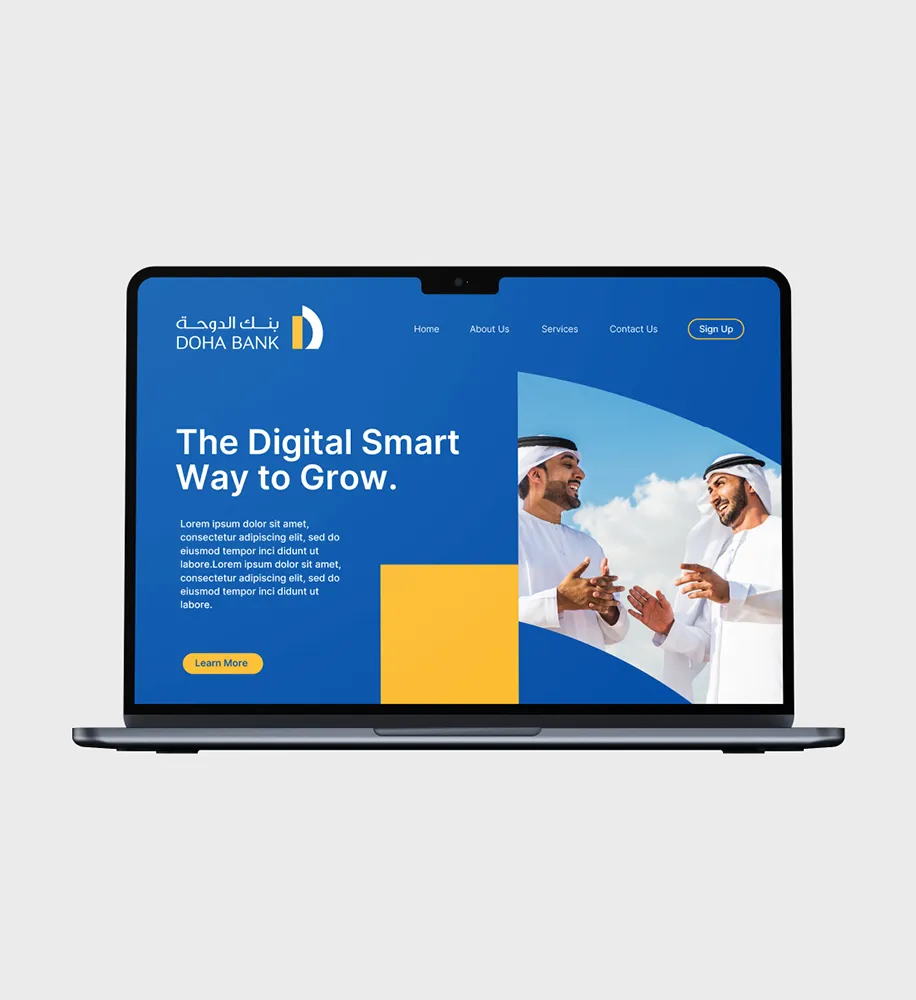 بنــك الدوحــة
DOHA BANK
Home
About Us
Services
Contact Us
Sign Up
The Digital Smart
Way to Grow.
Lorem ipsum dolor sit amet,
consectetur adipiscing elit, sed do
eiusmod tempor inci didunt ut
labore.Lorem ipsum dolor sit amet,
consectetur adipiscing elit, sed do
eiusmod tempor inci didunt ut
labore.
Learn More